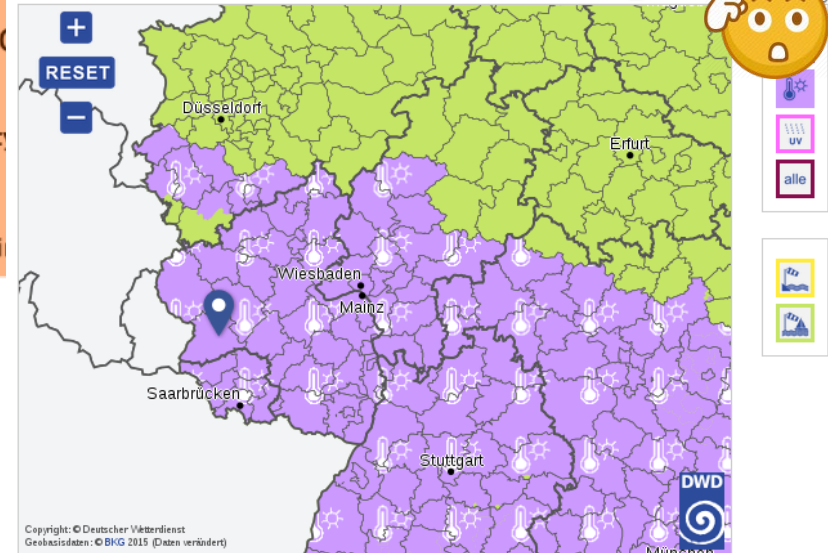 RESET
Düsseldorf
Erfurt
UV
alle
Wiesbaden
Mainz
Saarbrücken
Stuttgart
DWD
Copyright: © Deutscher Wetterdienst
Geobasisdaten: © BKG 2015 (Daten verändert)